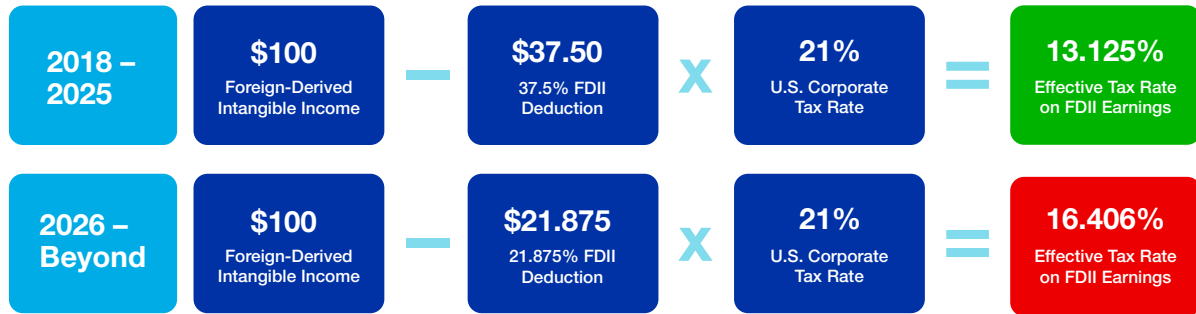 2018 –
2025
$100
Foreign-Derived
Intangible Income
–
$37.50
37.5% FDII
Deduction
x
21%
U.S. Corporate
Tax Rate
=
13.125%
Effective Tax Rate
on FDII Earnings
2026 –
Beyond
$100
Foreign-Derived
Intangible Income
–
$21.875
21.875% FDII
Deduction
x
21%
U.S. Corporate
Tax Rate
=
16.406%
Effective Tax Rate
on FDII Earnings